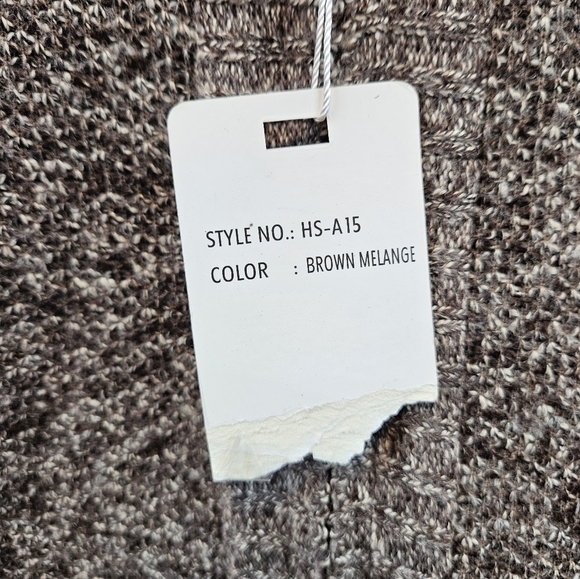 STYLE NO.: HS-A15
COLOR : BROWN MELANGE